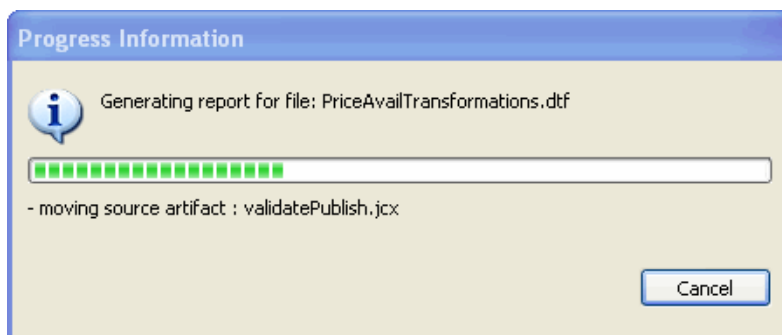 Progress Information
Generating report for file: PriceAvailTransformations.dtf
- moving source artifact : validatePublish.jcx
Cancel